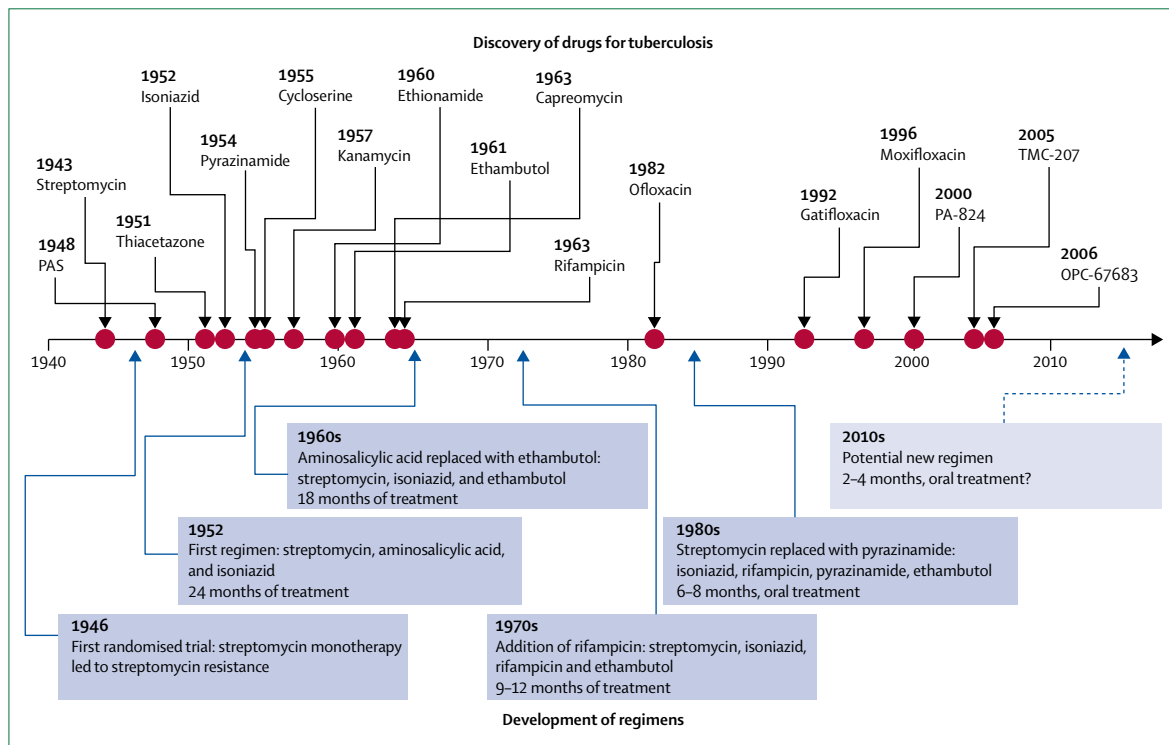 Discovery of drugs for tuberculosis
1943
Streptomycin
1948
PAS
1951
Thiacetazone
1952
Isoniazid
1954
Pyrazinamide
1955
Cycloserine
1957
Kanamycin
1960
Ethionamide
1961
Ethambutol
1963
Capreomycin
1963
Rifampicin
1982
Ofloxacin
1992
Gatifloxacin
1996
Moxifloxacin
2000
PA-824
2005
TMC-207
2006
OPC-67683
1940
1950
1960
1970
1980
1990
2000
2010
1960s
Aminosalicylic acid replaced with ethambutol:
streptomycin, isoniazid, and ethambutol
18 months of treatment
2010s
Potential new regimen
2–4 months, oral treatment?
1952
First regimen: streptomycin, aminosalicylic acid,
and isoniazid
24 months of treatment
1980s
Streptomycin replaced with pyrazinamide:
isoniazid, rifampicin, pyrazinamide, ethambutol
6–8 months, oral treatment
1946
First randomised trial: streptomycin monotherapy
led to streptomycin resistance
1970s
Addition of rifampicin: streptomycin, isoniazid,
rifampicin and ethambutol
9–12 months of treatment
Development of regimens